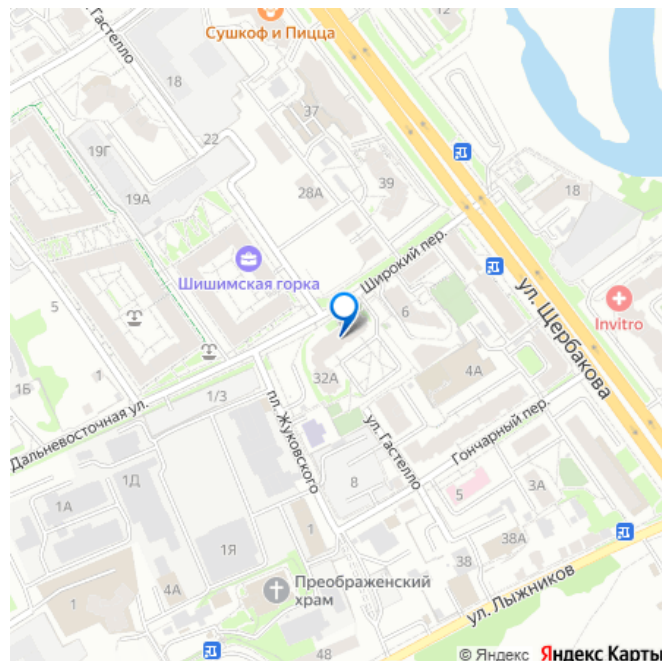 ул. Гастелло
Сушкоф и Пицца
18
37
22
19Г
19А
28А
39
18
Широкий пер.
Шишимская горка
ул. Щербакова
Invitro
5
6
32А
4А
1
1Б
1/3
Дальневосточная ул.
пл. Жуковского
ул. Гастелло
Гончарный пер.
1Д
1А
8
5
3А
1Я
1
38А
38
4А
1
Преображенский
храм
ул. Лыжников
48
© Яндекс Яндекс Карты